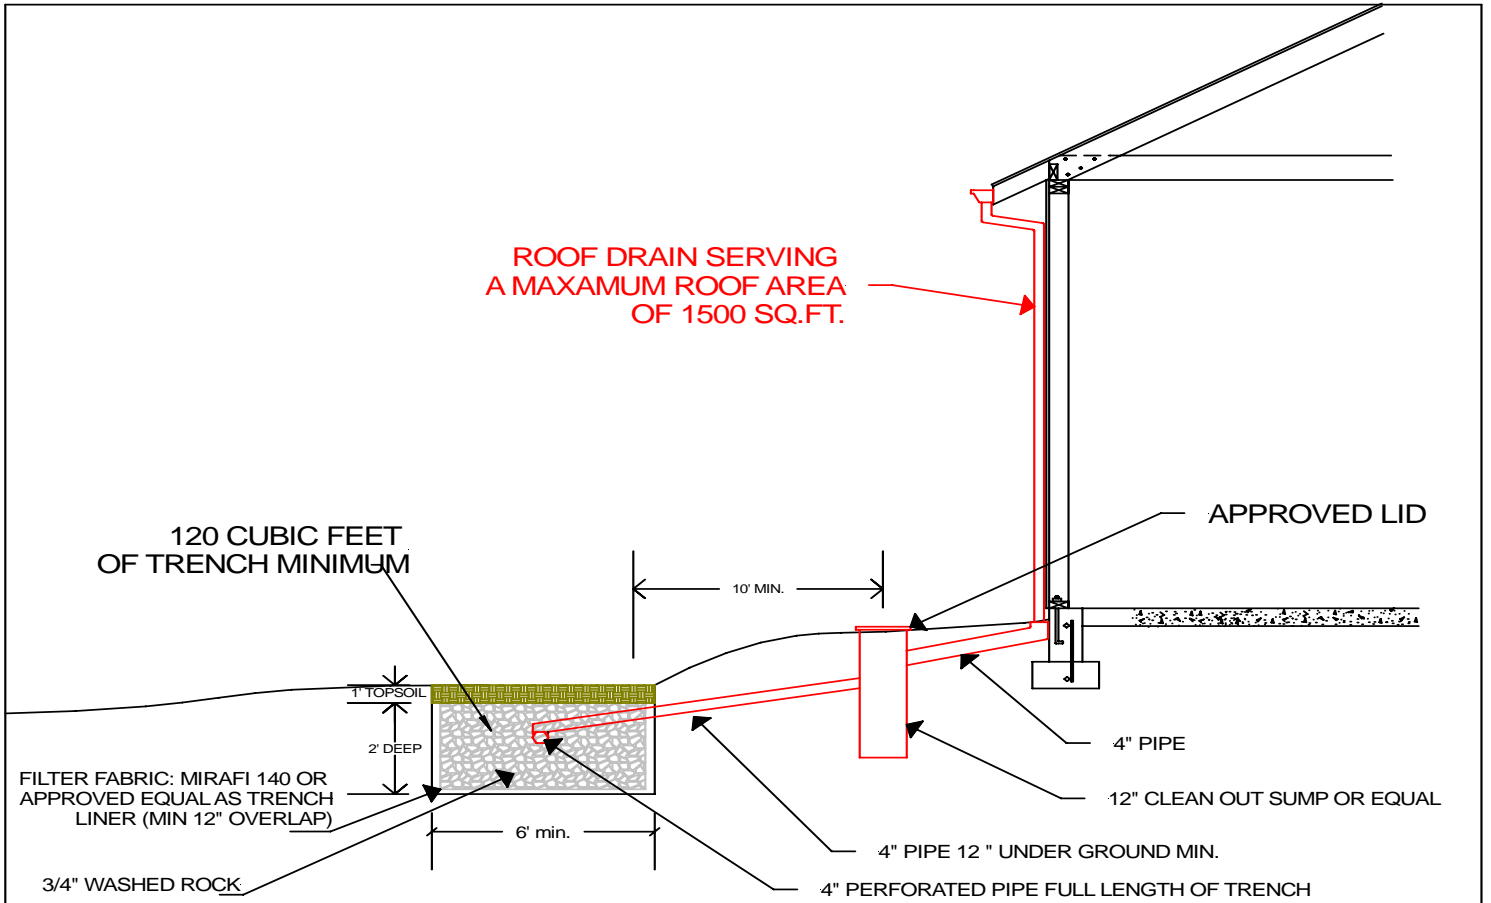 ROOF DRAIN SERVING
A MAXAMUM ROOF AREA
OF 1500 SQ.FT.
120 CUBIC FEET
OF TRENCH MINIMUM
APPROVED LID
10' MIN.
1' TOPSOIL
2' DEEP
4" PIPE
FILTER FABRIC: MIRAFI 140 OR
APPROVED EQUAL AS TRENCH
LINER (MIN 12" OVERLAP)
12" CLEAN OUT SUMP OR EQUAL
6' min.
4" PIPE 12 " UNDER GROUND MIN.
3/4" WASHED ROCK
4" PERFORATED PIPE FULL LENGTH OF TRENCH